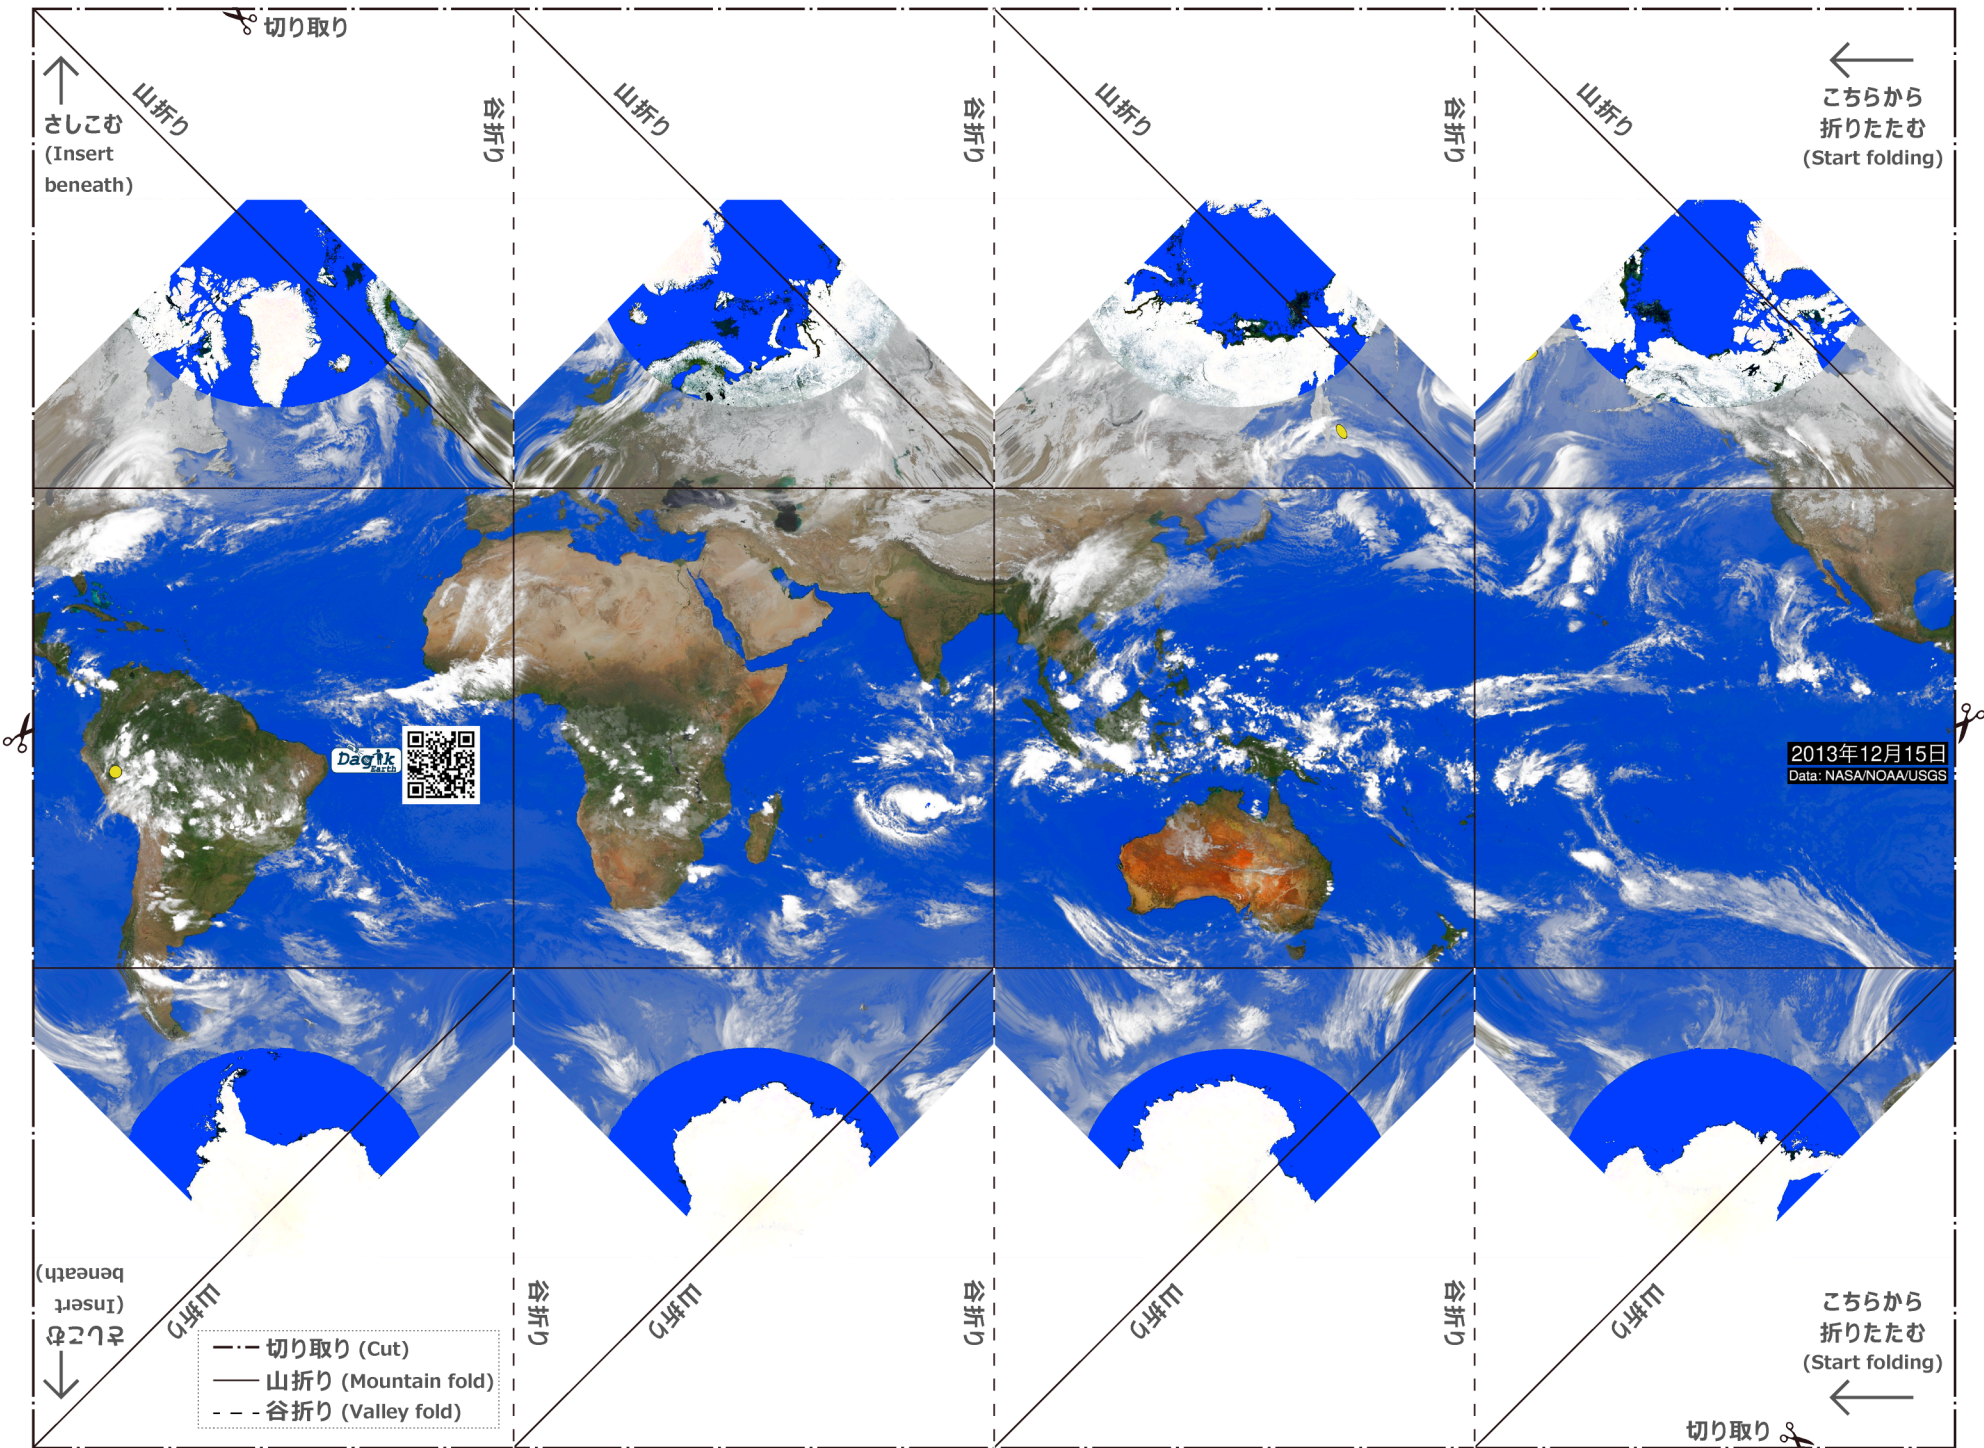 切り取り
山折り
谷折り
山折り
谷折り
山折り
谷折り
山折り
さしこむ
(Insert
beneath)
こちらから
折りたたむ
(Start folding)
Dagik
Earth
2013年12月15日
Data: NASA/NOAA/USGS
さしこむ
(Insert
beneath)
山折り
谷折り
山折り
谷折り
山折り
谷折り
山折り
こちらから
折りたたむ
(Start folding)
切り取り (Cut)
山折り (Mountain fold)
谷折り (Valley fold)
切り取り